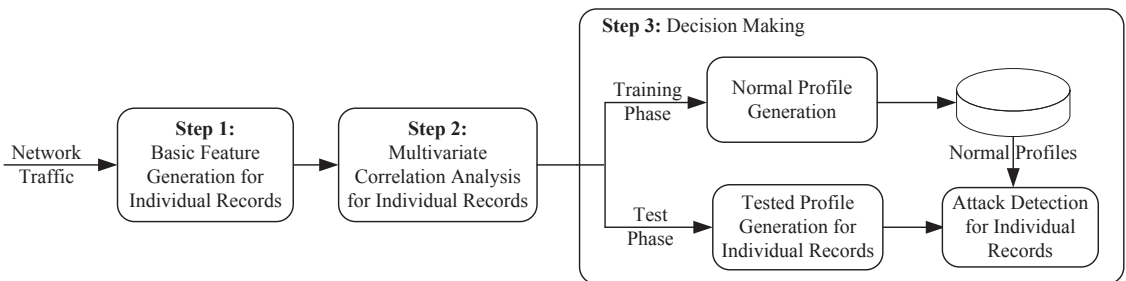 Network
Traffic
Step 1:
Basic Feature
Generation for
Individual Records
Step 2:
Multivariate
Correlation Analysis
for Individual Records
Step 3: Decision Making
Training
Phase
Normal Profile
Generation
Normal Profiles
Test
Phase
Tested Profile
Generation for
Individual Records
Attack Detection
for Individual
Records